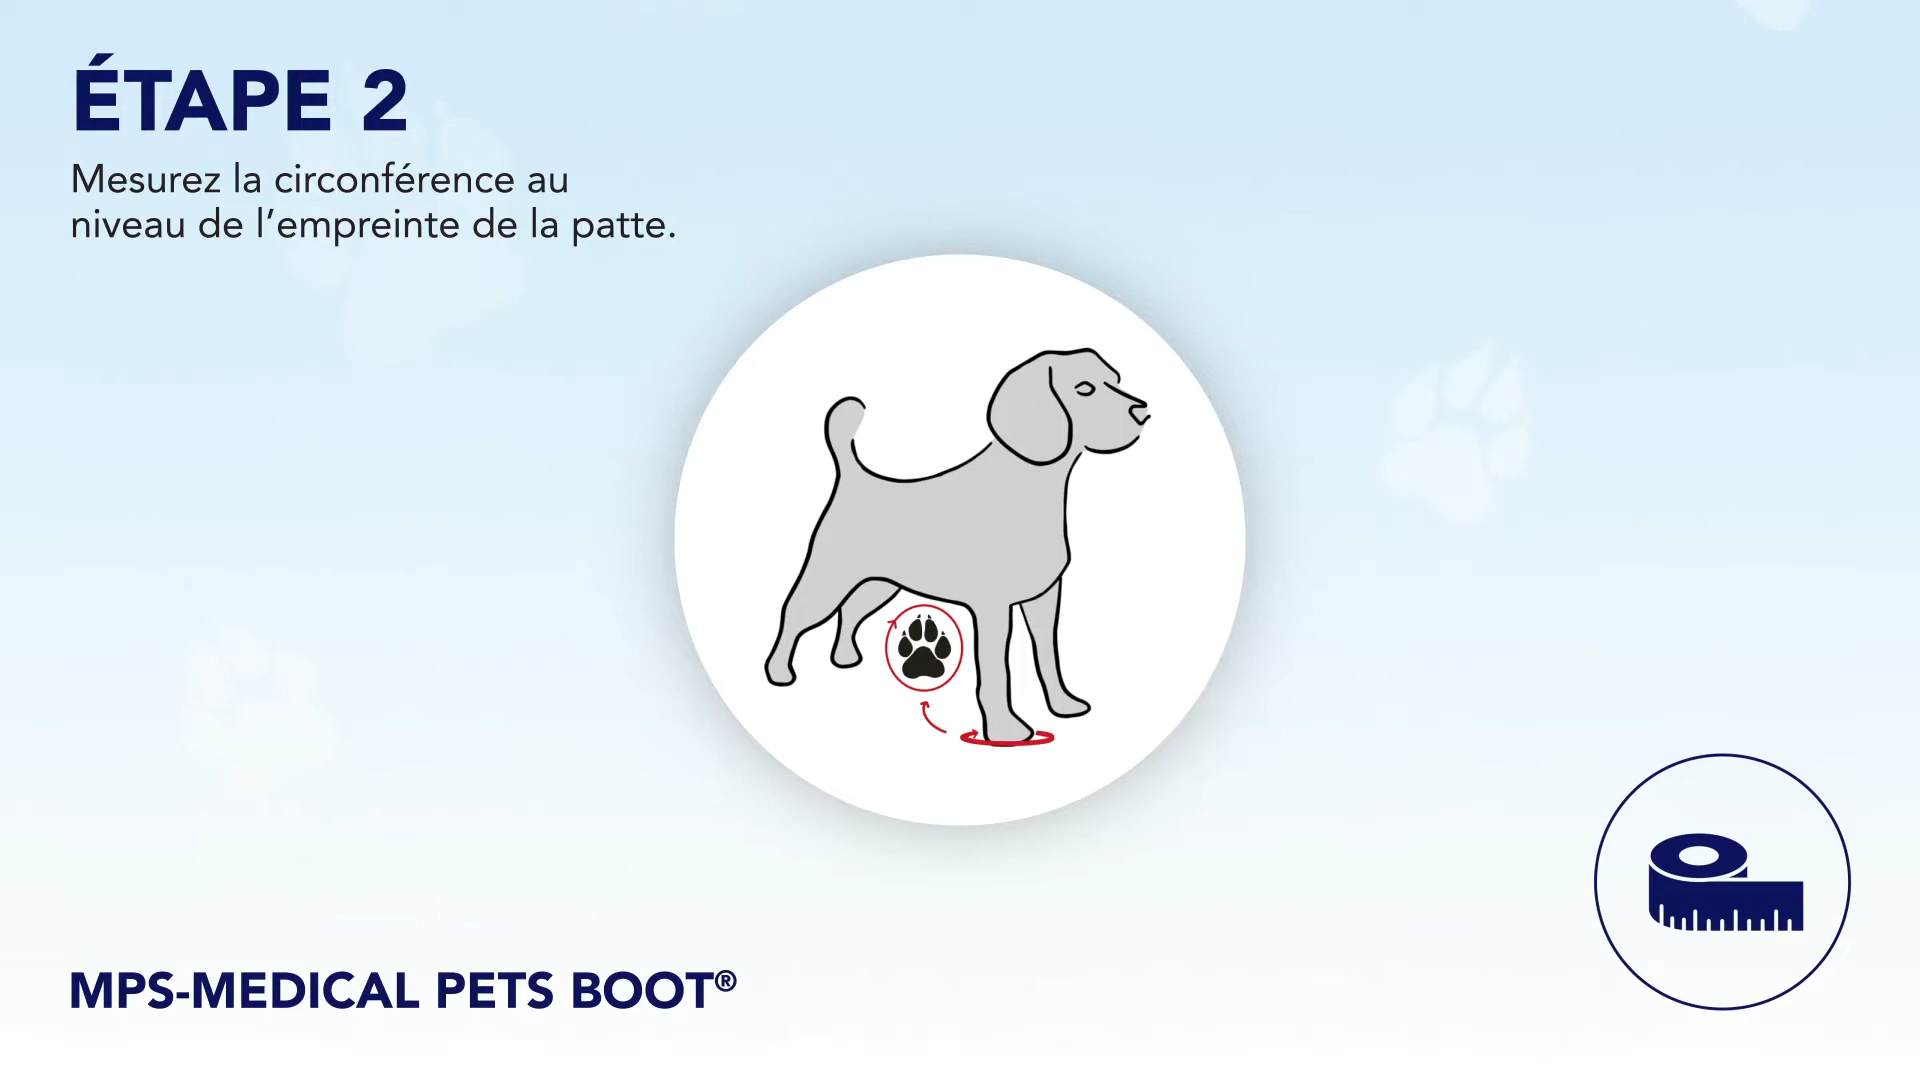 ÉTAPE 2
Mesurez la circonférence au
niveau de l’empreinte de la patte.
MPS-MEDICAL PETS BOOT®